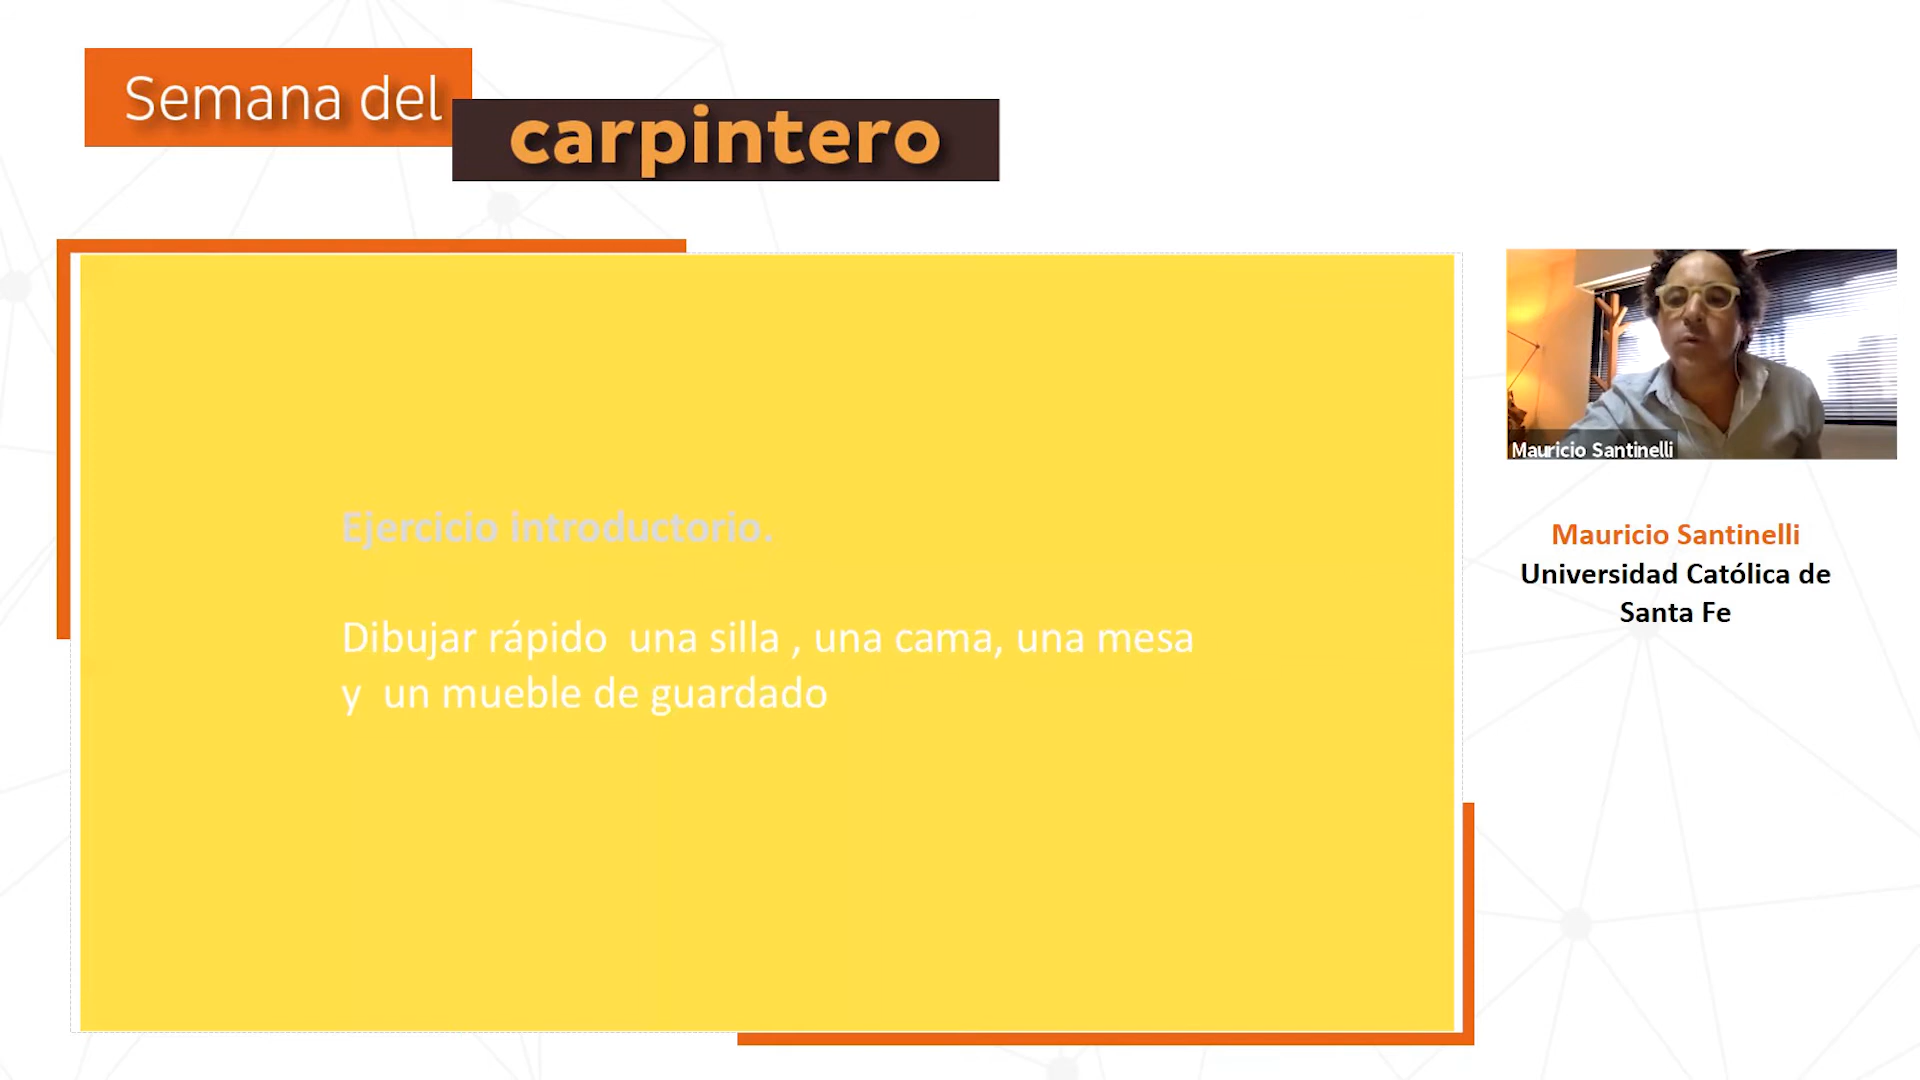 Semana del
carpintero
Ejercicio introductorio.
Dibujar rápido  una silla , una cama, una mesa
y  un mueble de guardado
Mauricio Santinelli
Mauricio Santinelli
Universidad Católica de
Santa Fe